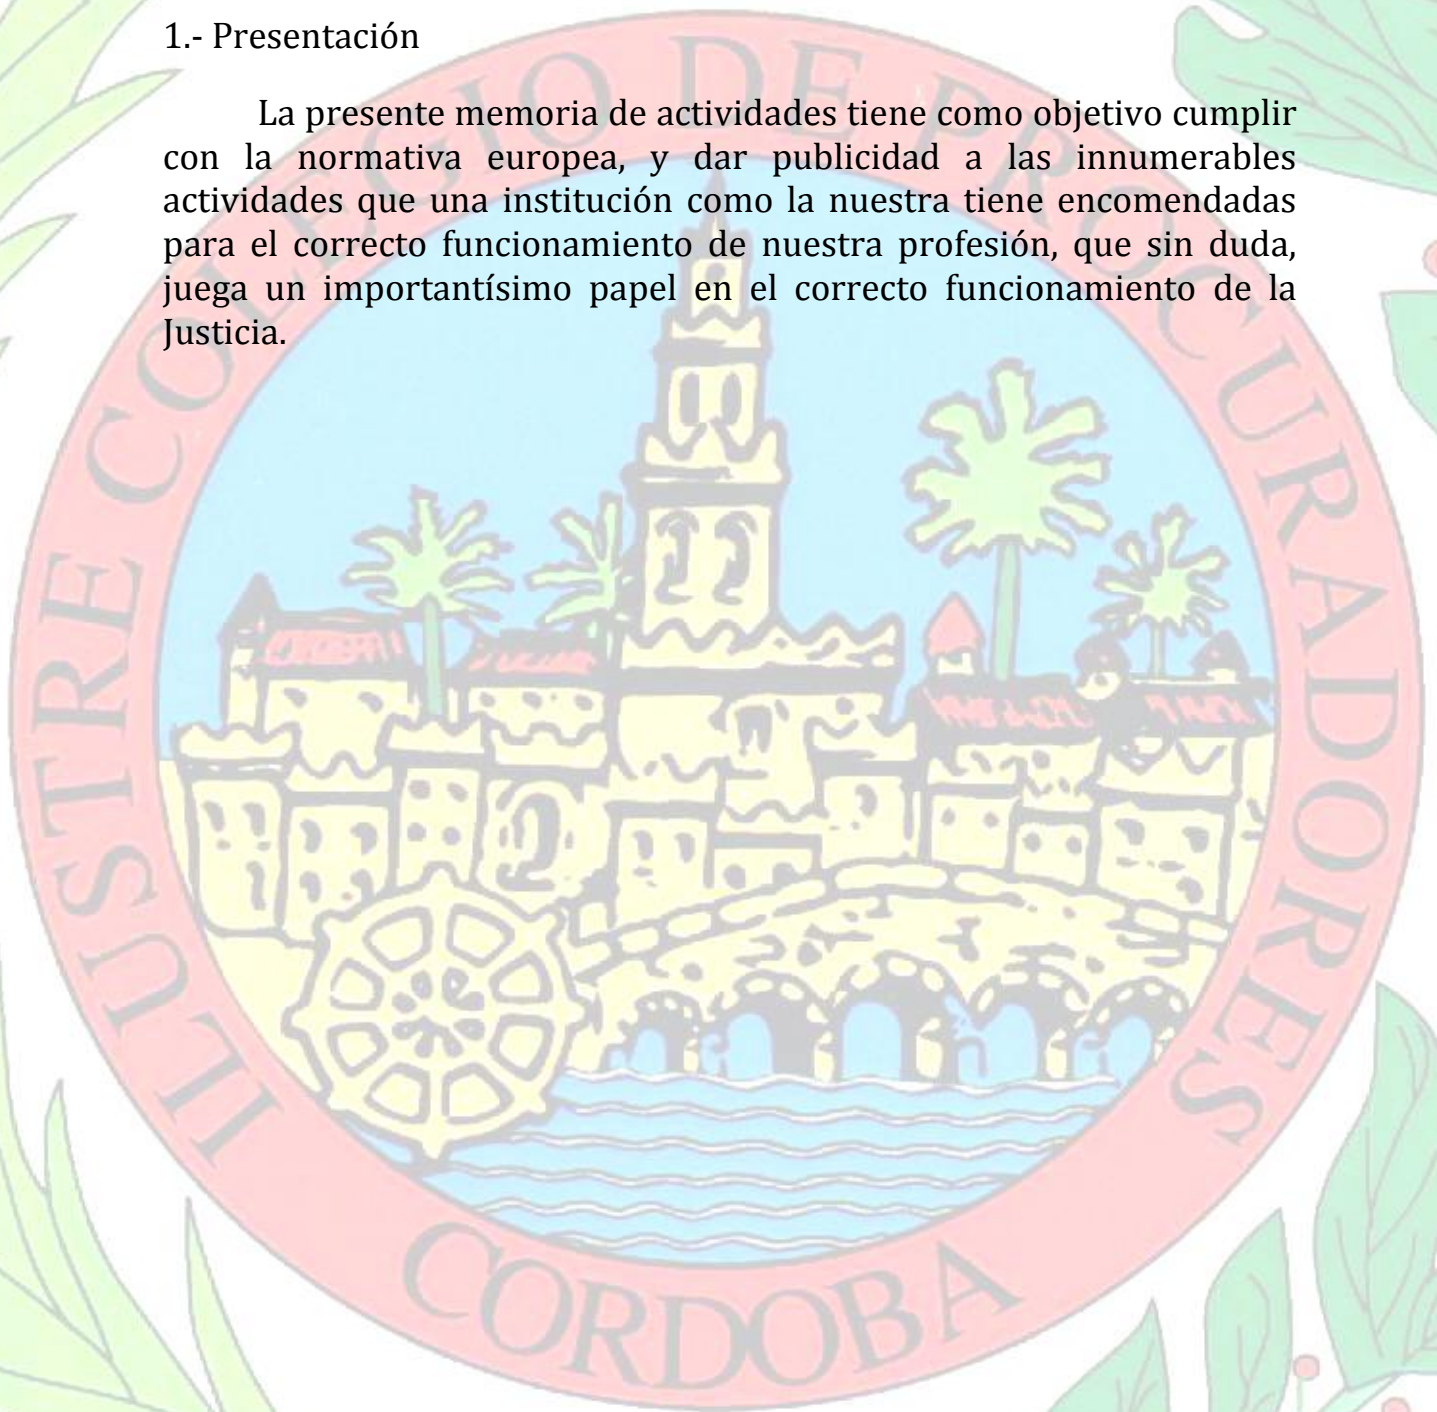 1.- Presentación
La presente memoria de actividades tiene como objetivo cumplir
con la normativa europea, y dar publicidad a las innumerables
actividades que una institución como la nuestra tiene encomendadas
para el correcto funcionamiento de nuestra profesión, que sin duda,
juega un importantísimo papel en el correcto funcionamiento de la
Justicia.
ILUSTRE COLEGIO DE PROCURADORES
CORDOBA